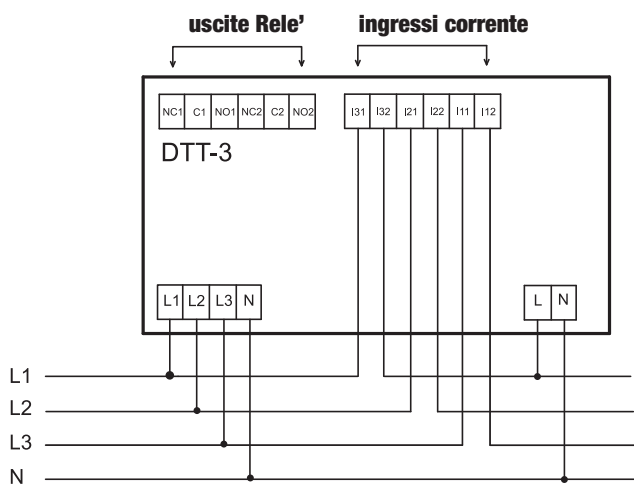 uscite Rele’ ingressi corrente
NC1 C1 NO1 NC2 C2 NO2 I31 I32 I21 I22 I11 I12
DTT-3
L1 L2 L3 N L N
L1
L2
L3
N